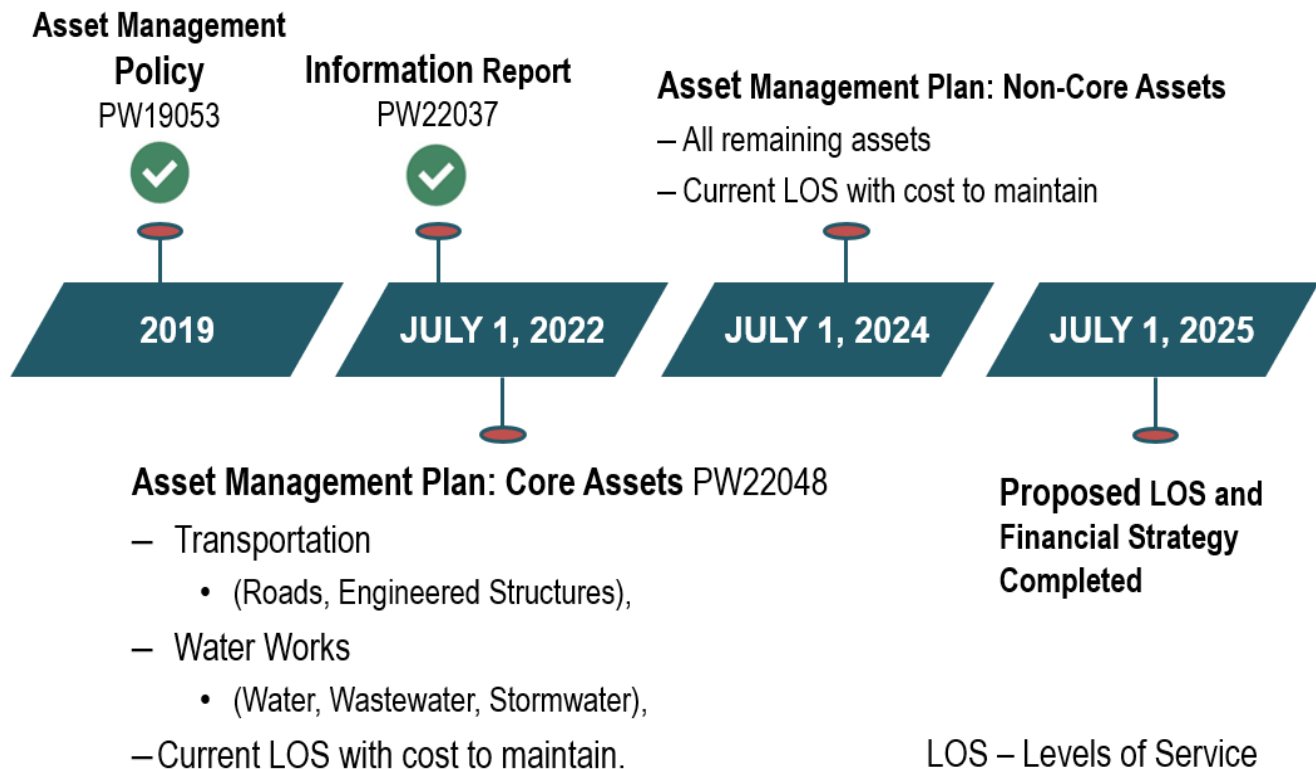 Asset Management
Policy
PW19053
Information Report
PW22037
Asset Management Plan: Non-Core Assets
– All remaining assets
– Current LOS with cost to maintain
2019
JULY 1, 2022
JULY 1, 2024
JULY 1, 2025
Asset Management Plan: Core Assets PW22048
– Transportation
• (Roads, Engineered Structures),
– Water Works
• (Water, Wastewater, Stormwater),
– Current LOS with cost to maintain.
Proposed LOS and
Financial Strategy
Completed
LOS – Levels of Service